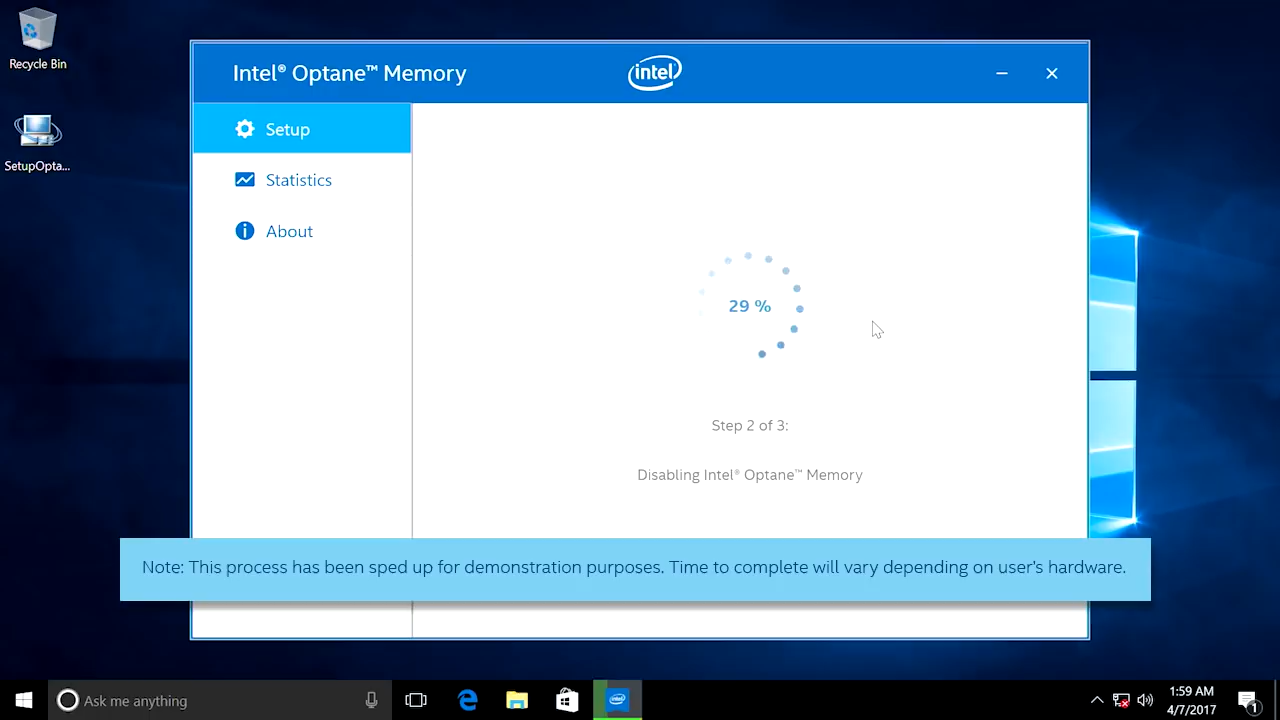 Recycle Bin
SetupOpta...
Intel® Optane™ Memory
intel
Setup
Statistics
About
29 %
Step 2 of 3:
Disabling Intel® Optane™ Memory
Note: This process has been sped up for demonstration purposes. Time to complete will vary depending on user's hardware.
Ask me anything
intel
1:59 AM
4/7/2017
1